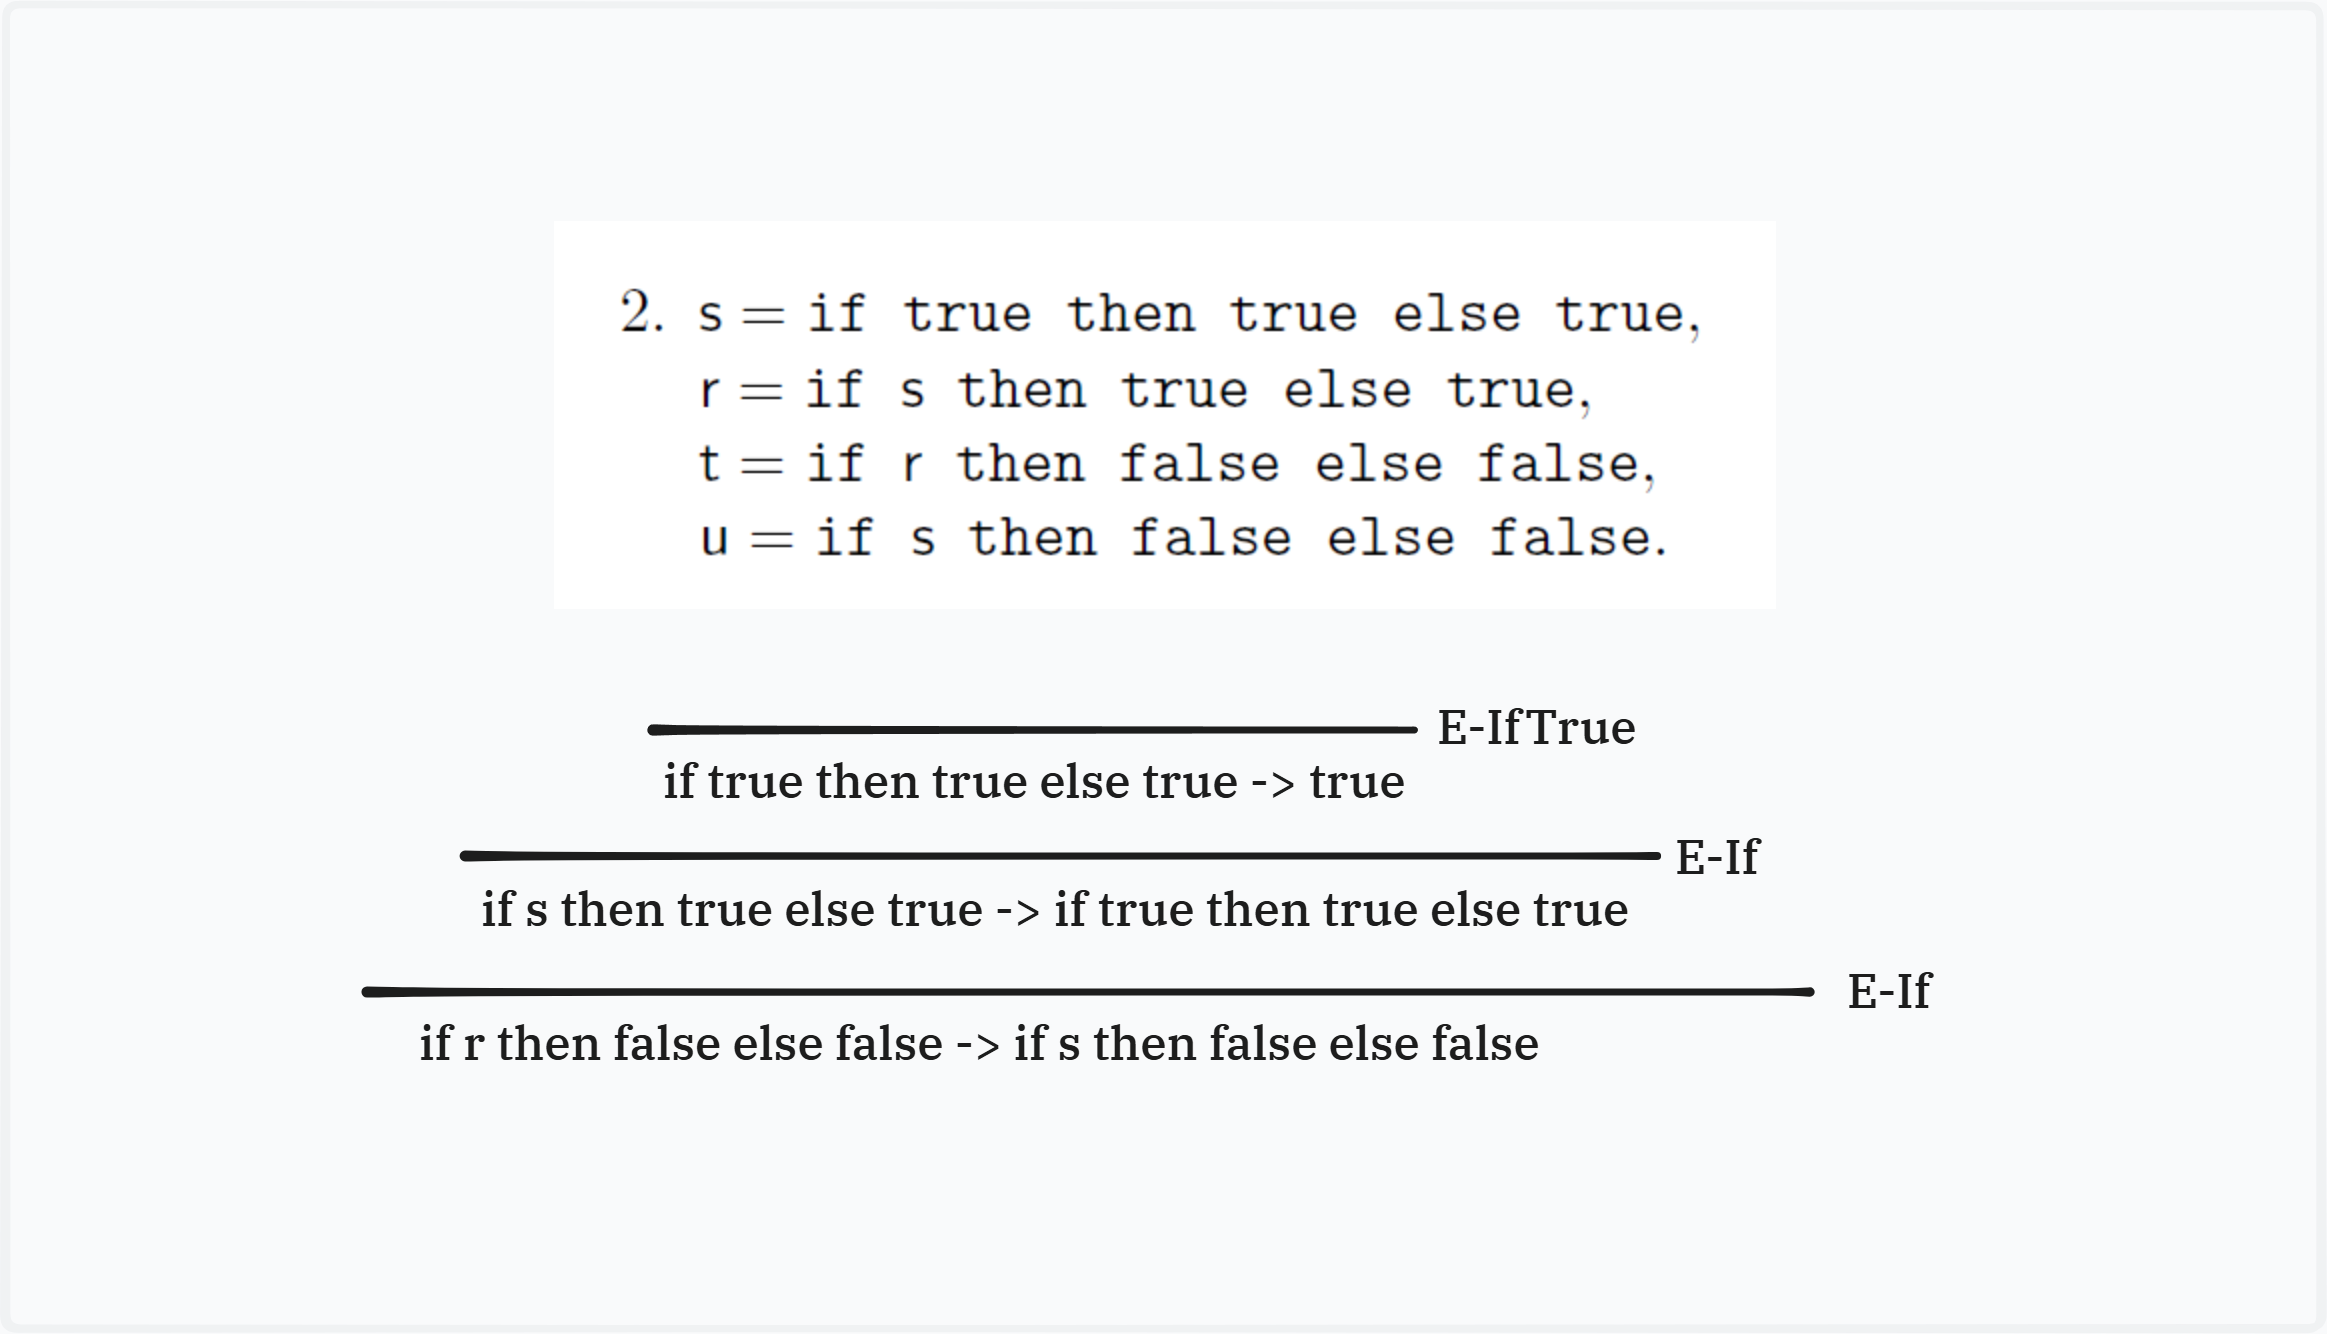 2. s = if true then true else true,
r = if s then true else true,
t = if r then false else false,
u = if s then false else false.
E-IfTrue
if true then true else true -> true
E-If
if s then true else true -> if true then true else true
E-If
if r then false else false -> if s then false else false